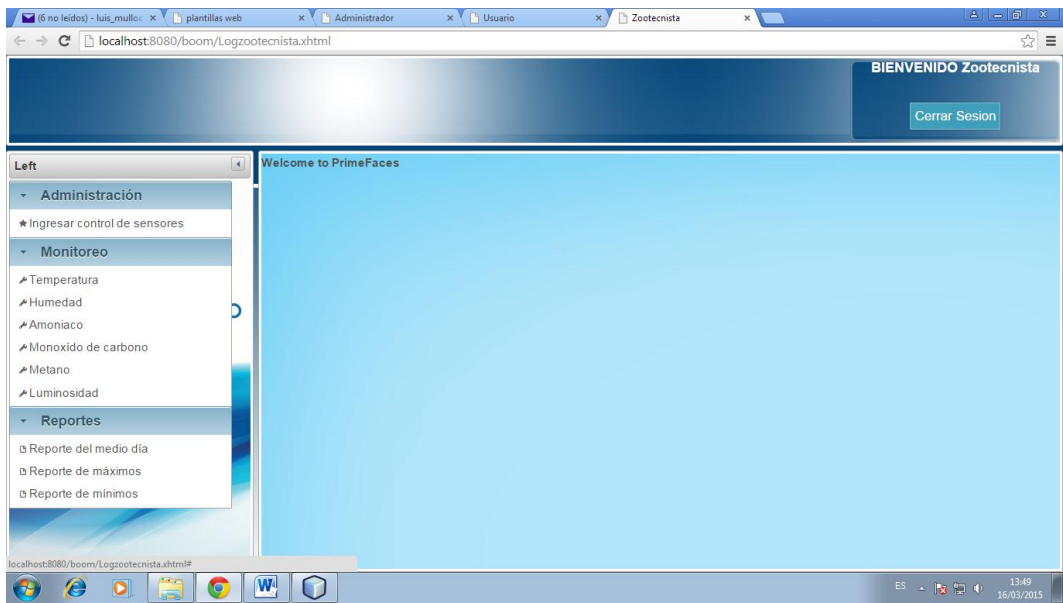 (6 no leídos) - luis_mulloc
plantillas web
Administrador
Usuario
Zootecnista
localhost:8080/boom/Logzootecnista.xhtml
BIENVENIDO Zootecnista
Cerrar Sesion
Left
Welcome to PrimeFaces
Administración
Ingresar control de sensores
Monitoreo
Temperatura
Humedad
Amoniaco
Monoxido de carbono
Metano
Luminosidad
Reportes
Reporte del medio día
Reporte de máximos
Reporte de mínimos
localhost:8080/boom/Logzootecnista.xhtml#
ES
13:49
16/03/2015